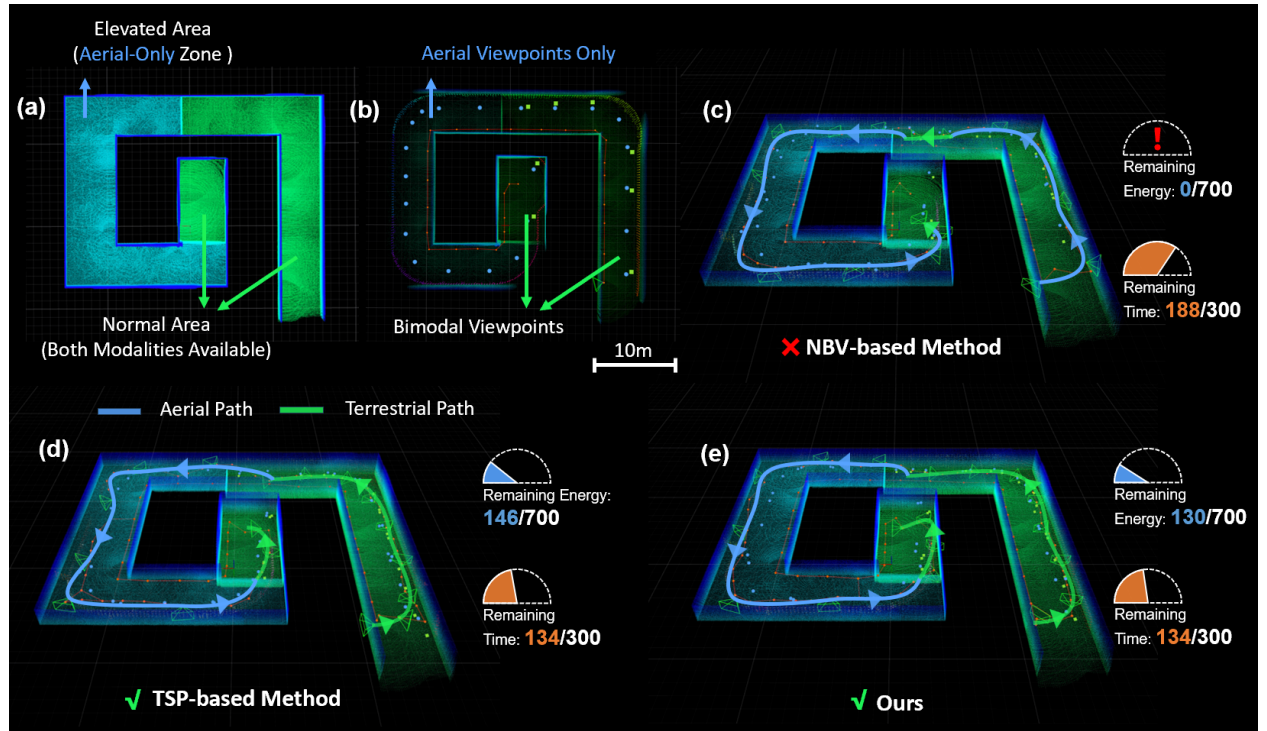 Elevated Area
(Aerial-Only Zone )
(a)
Normal Area
(Both Modalities Available)
Aerial Viewpoints Only
(b)
Bimodal Viewpoints
10m
(c)
!
Remaining
Energy: 0/700
Remaining
Time: 188/300
× NBV-based Method
Aerial Path
Terrestrial Path
(d)
Remaining Energy:
146/700
Remaining
Time: 134/300
√ TSP-based Method
(e)
Remaining
Energy: 130/700
Remaining
Time: 134/300
√ Ours